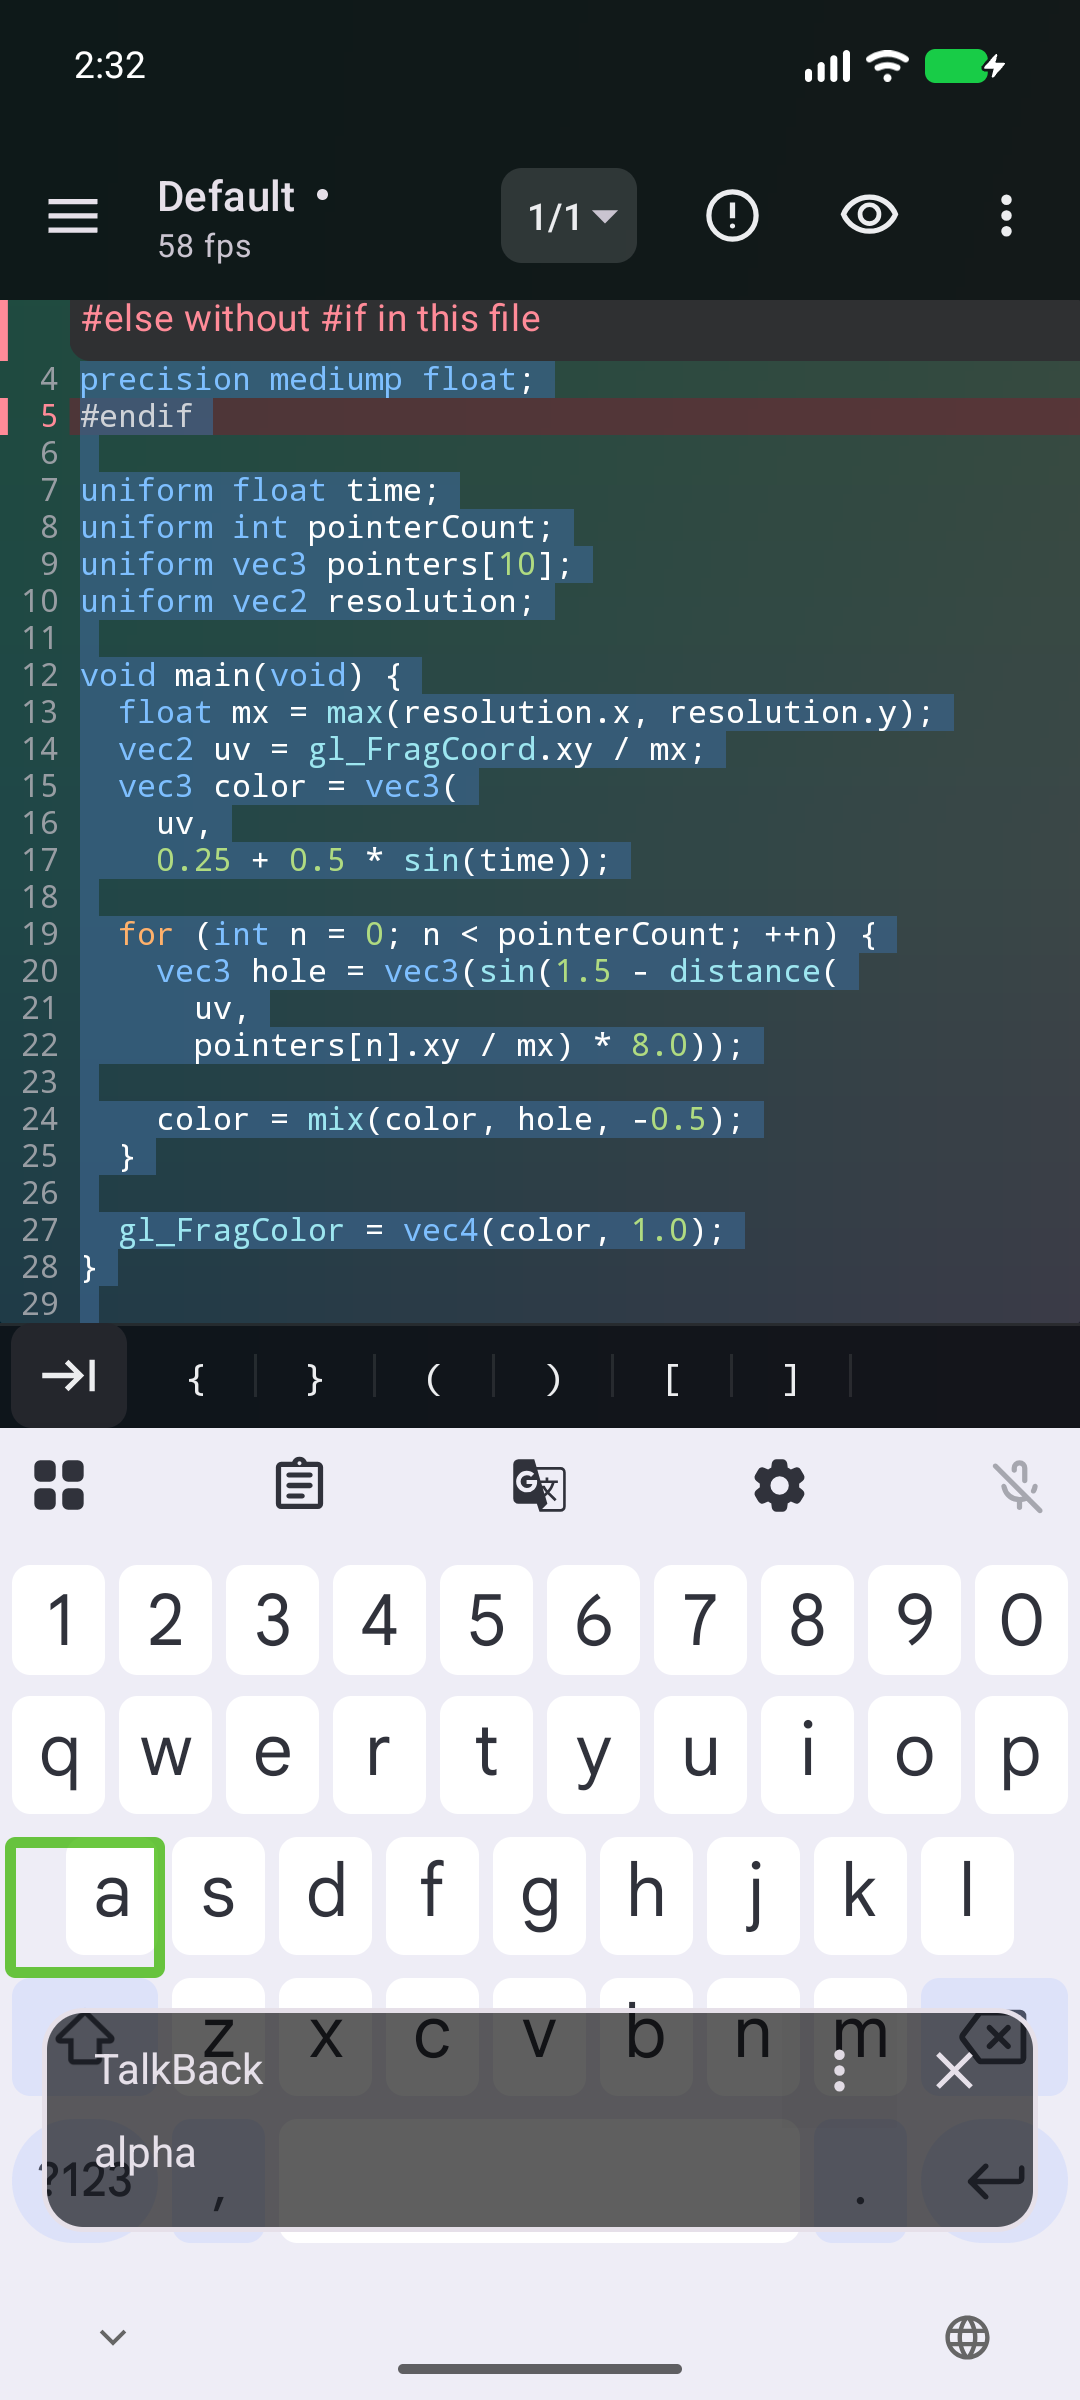 2:32
Default •
58 fps
1/1
#else without #if in this file
4 precision mediump float;
5 #endif
6
7 uniform float time;
8 uniform int pointerCount;
9 uniform vec3 pointers[10];
10 uniform vec2 resolution;
11
12 void main(void) {
13   float mx = max(resolution.x, resolution.y);
14   vec2 uv = gl_FragCoord.xy / mx;
15   vec3 color = vec3(
16     uv,
17     0.25 + 0.5 * sin(time));
18
19   for (int n = 0; n < pointerCount; ++n) {
20     vec3 hole = vec3(sin(1.5 - distance(
21       uv,
22       pointers[n].xy / mx) * 8.0));
23
24     color = mix(color, hole, -0.5);
25   }
26
27   gl_FragColor = vec4(color, 1.0);
28 }
29
{ } ( ) [ ]
1 2 3 4 5 6 7 8 9 0
q w e r t y u i o p
a s d f g h j k l
z x c v b n m
TalkBack
alpha
?123 , .